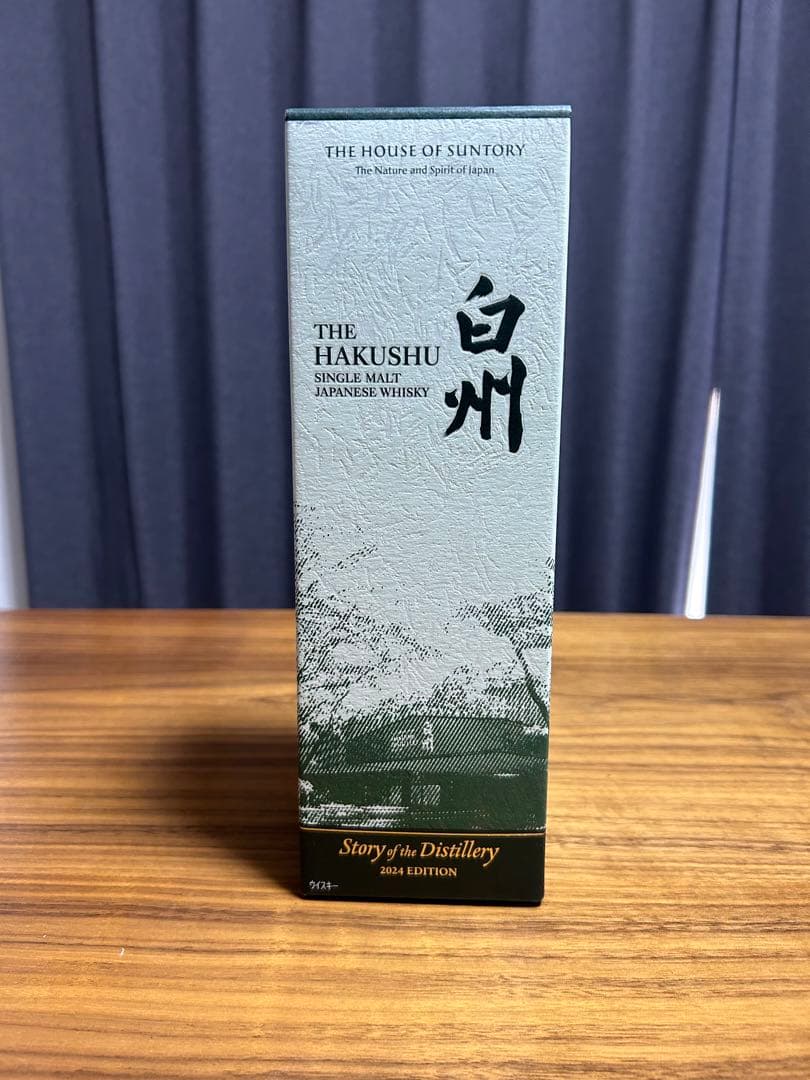 THE HOUSE OF SUNTORY
The Nature and Spirit of Japan
THE
HAKUSHU
SINGLE MALT
JAPANESE WHISKY
白州
Story of the Distillery
2024 EDITION
ウイスキー